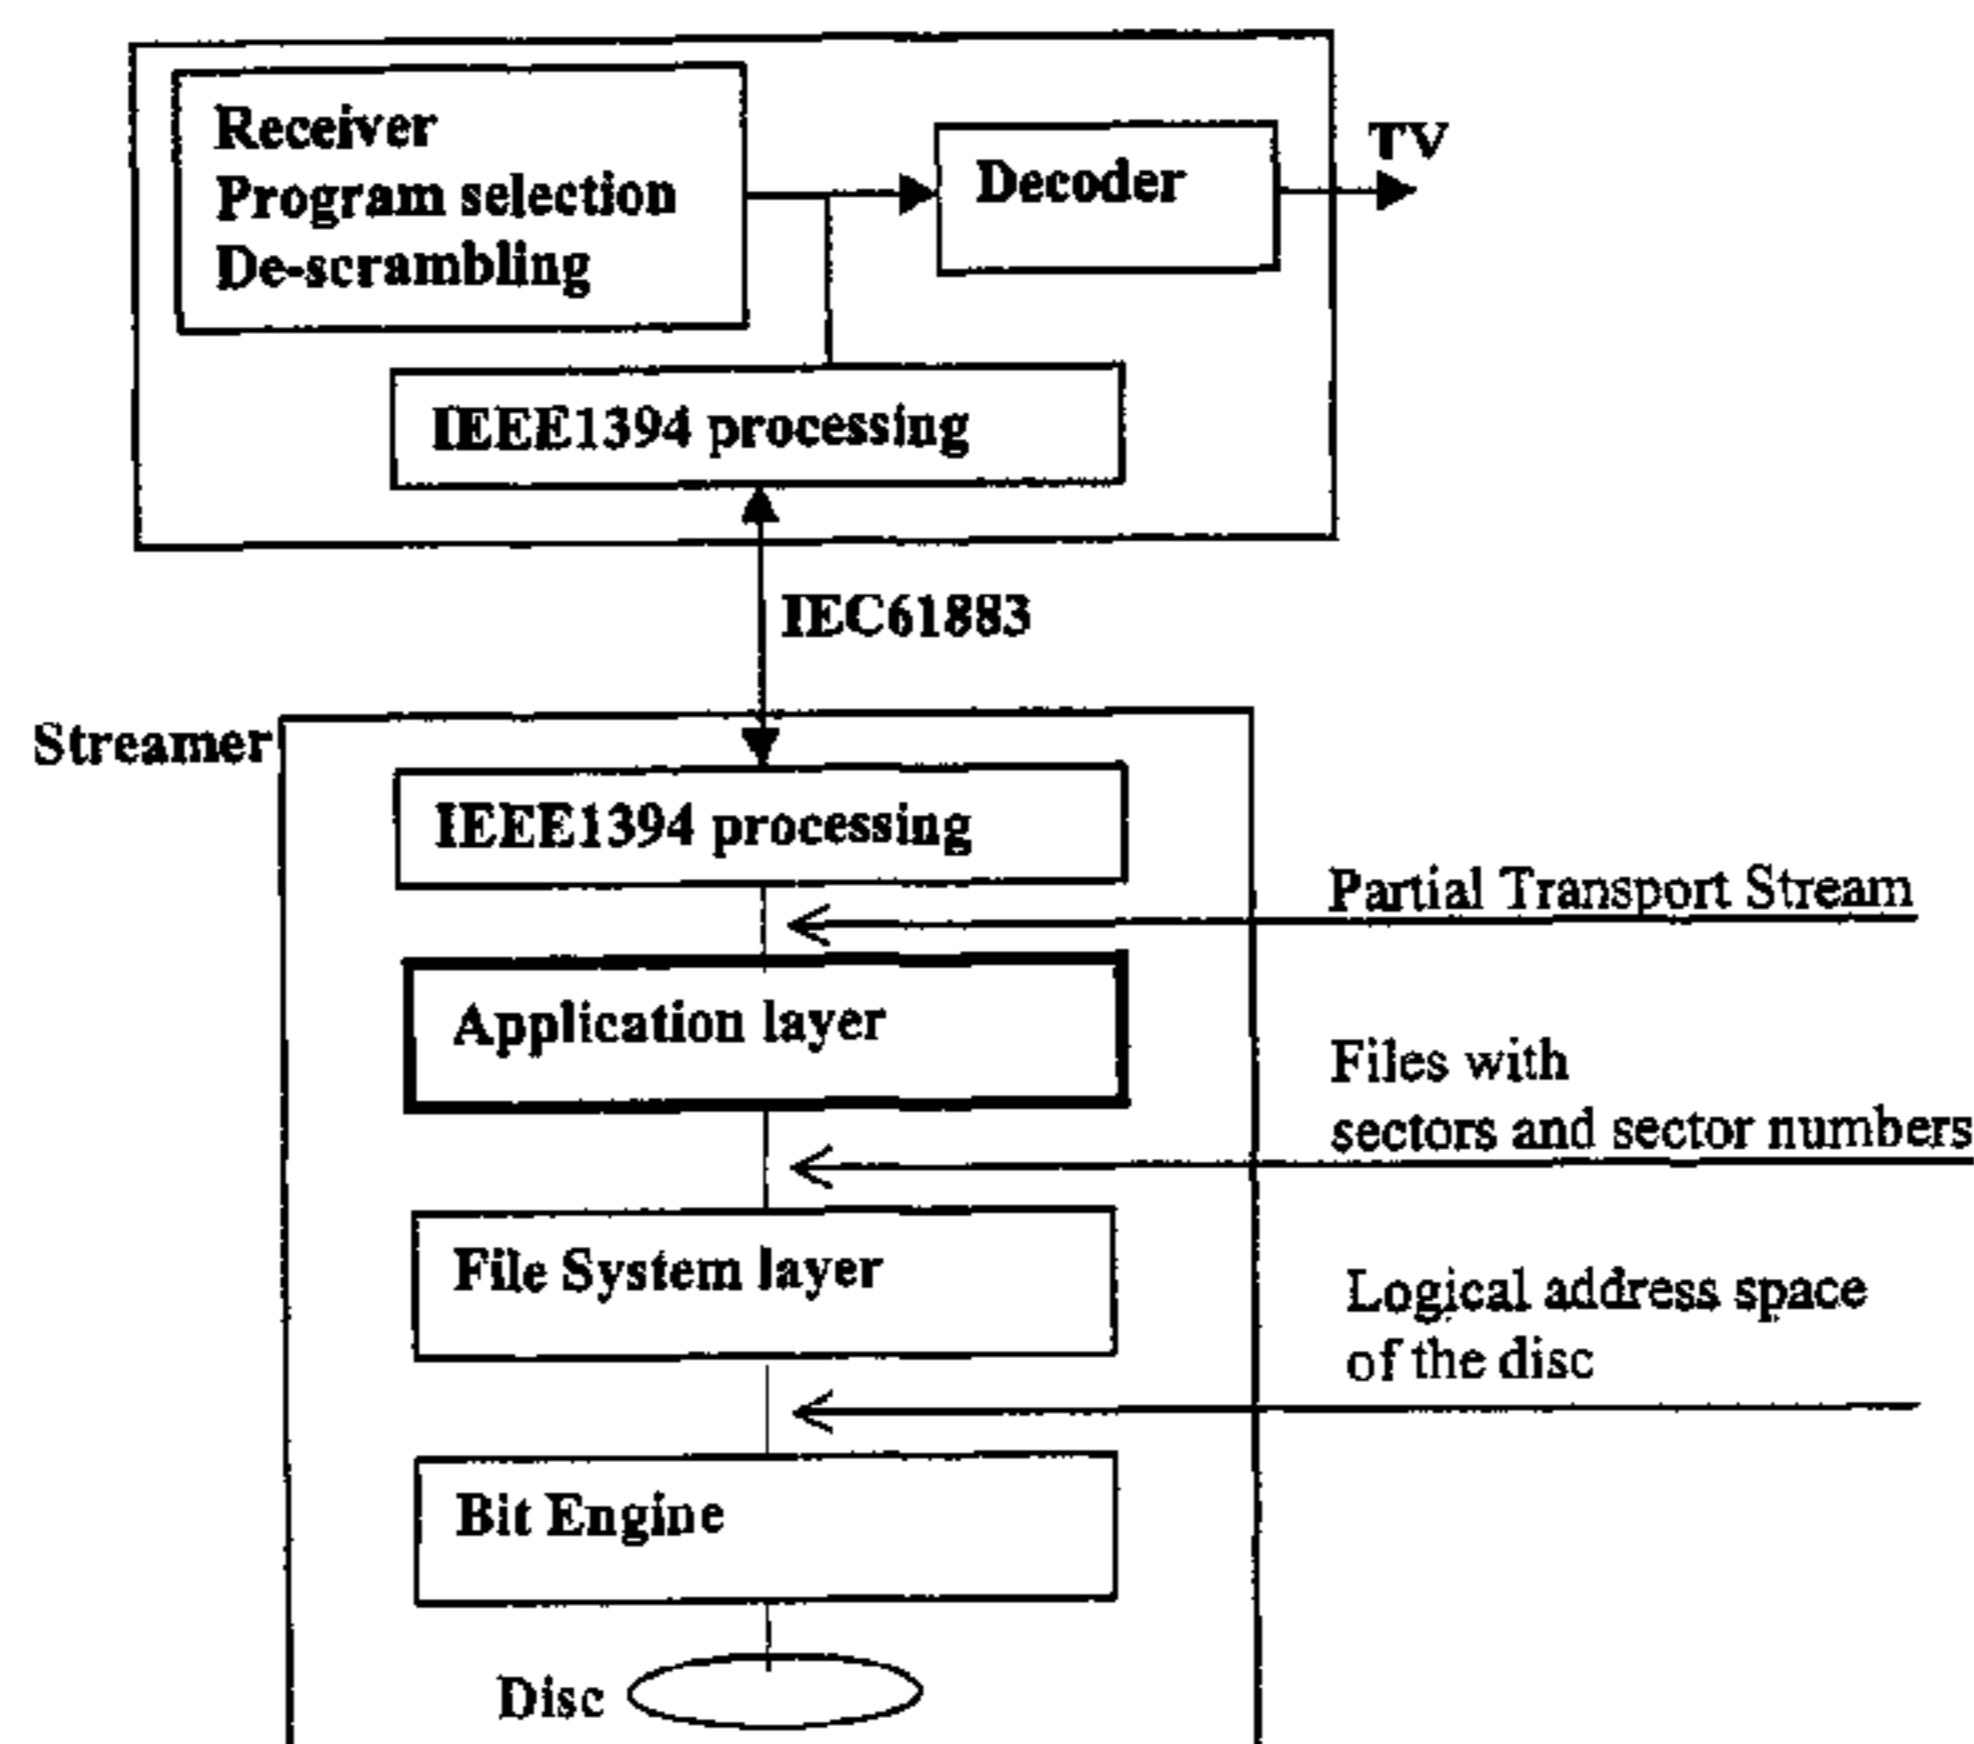 Receiver
Program selection
De-scrambling
Decoder
TV
IEEE1394 processing
IEC61883
Streamer
IEEE1394 processing
Partial Transport Stream
Application layer
Files with
sectors and sector numbers
File System layer
Logical address space
of the disc
Bit Engine
Disc